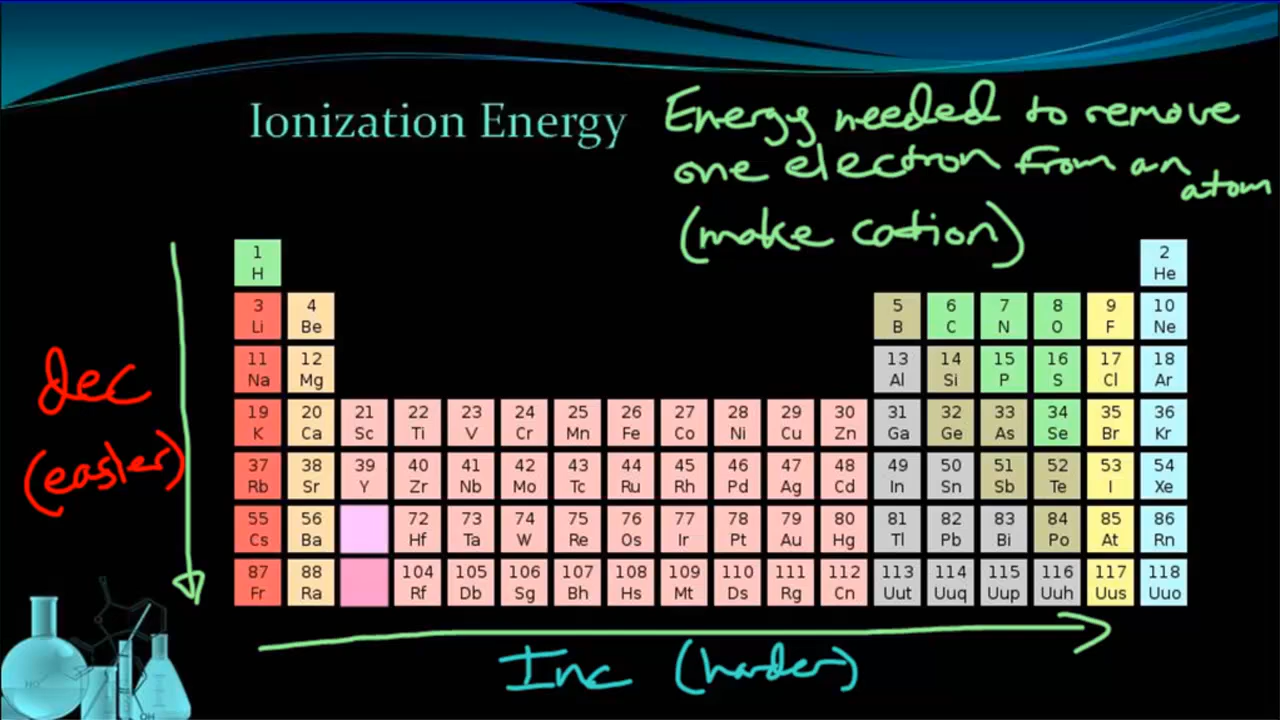 Ionization Energy
Energy needed to remove
one electron from an
atom
(make cation)
1 2
H He
3 4 5 6 7 8 9 10
Li Be B C N O F Ne
11 12 13 14 15 16 17 18
Na Mg Al Si P S Cl Ar
dec
19 20 21 22 23 24 25 26 27 28 29 30 31 32 33 34 35 36
K Ca Sc Ti V Cr Mn Fe Co Ni Cu Zn Ga Ge As Se Br Kr
(easier)
37 38 39 40 41 42 43 44 45 46 47 48 49 50 51 52 53 54
Rb Sr Y Zr Nb Mo Tc Ru Rh Pd Ag Cd In Sn Sb Te I Xe
55 56 72 73 74 75 76 77 78 79 80 81 82 83 84 85 86
Cs Ba Hf Ta W Re Os Ir Pt Au Hg Tl Pb Bi Po At Rn
87 88 104 105 106 107 108 109 110 111 112 113 114 115 116 117 118
Fr Ra Rf Db Sg Bh Hs Mt Ds Rg Cn Uut Uuq Uup Uuh Uus Uuo
Inc (harder)
HO
OH